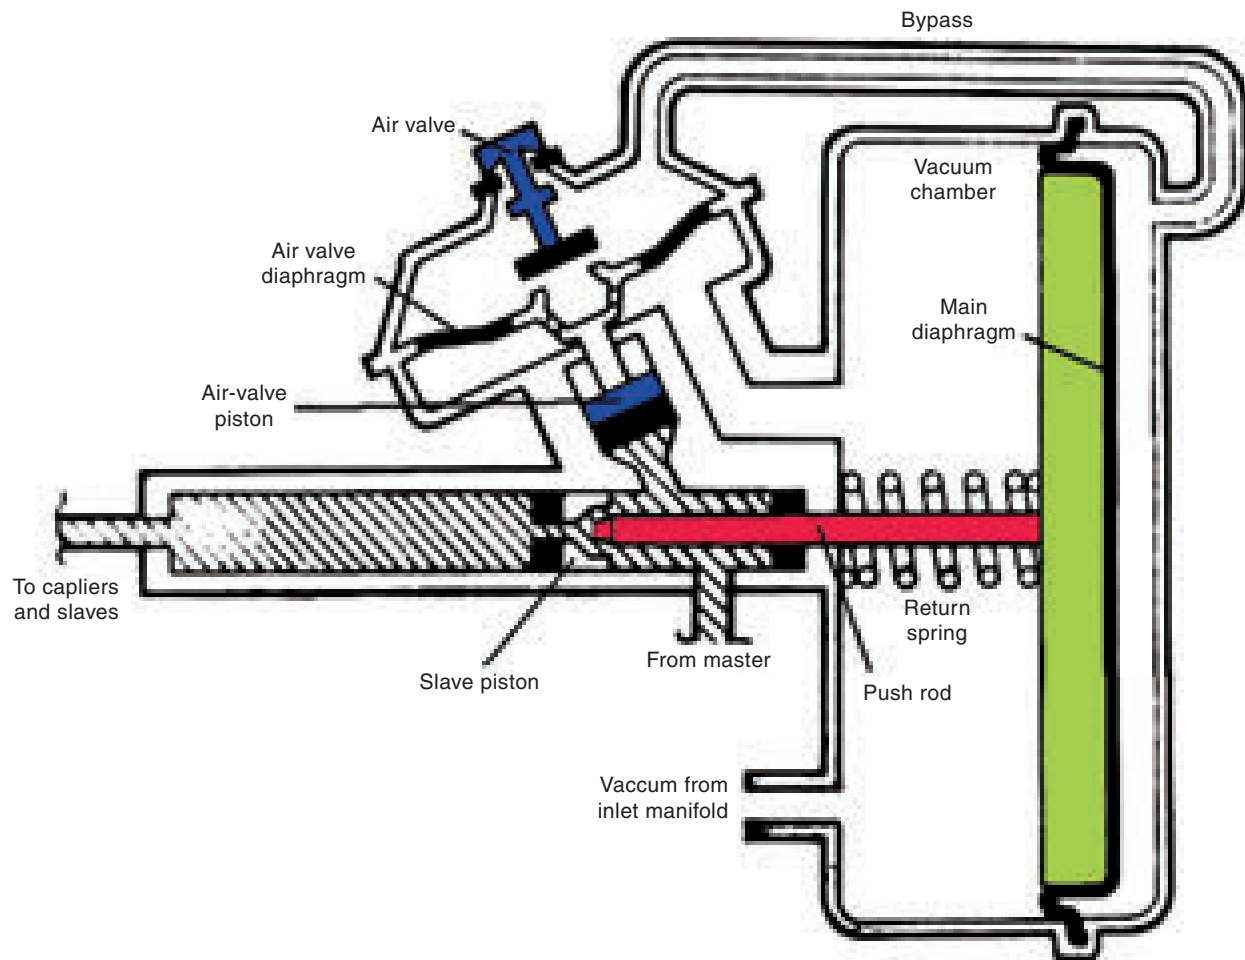 Bypass
Air valve
Vacuum
chamber
Air valve
diaphragm
Main
diaphragm
Air-valve
piston
To capliers
and slaves
Return
spring
From master
Slave piston
Push rod
Vaccum from
inlet manifold